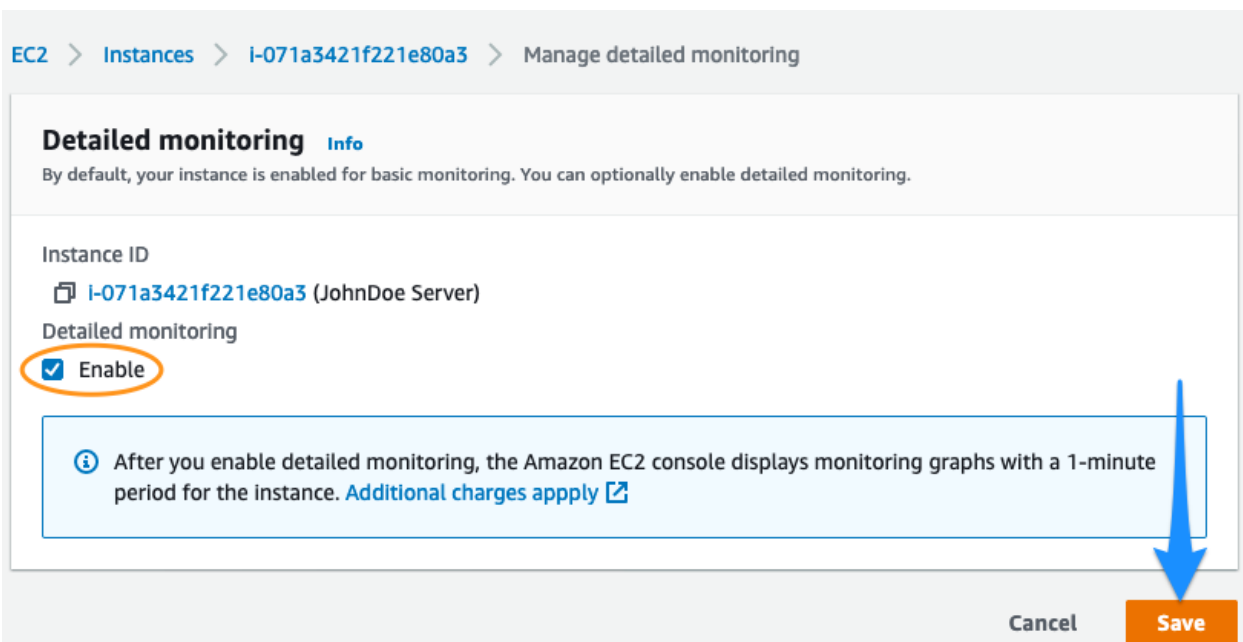 EC2 > Instances > i-071a3421f221e80a3 > Manage detailed monitoring
Detailed monitoring Info
By default, your instance is enabled for basic monitoring. You can optionally enable detailed monitoring.
Instance ID
i-071a3421f221e80a3 (JohnDoe Server)
Detailed monitoring
Enable
After you enable detailed monitoring, the Amazon EC2 console displays monitoring graphs with a 1-minute
period for the instance. Additional charges appply
Cancel Save